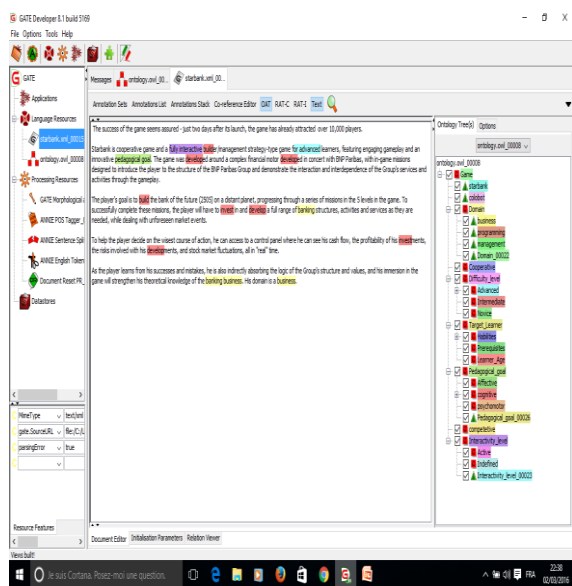 GATE Developer 8.1 build 5169
File Options Tools Help
GATE
Applications
Language Resources
starbank.xml_00015
ontology.owl_00008
Processing Resources
GATE Morphological a
ANNIE POS Tagger_
ANNIE Sentence Spli
ANNIE English Token
Document Reset PR_
Datastores
MimeType text/xml
gate.SourceURL file:/C:/L
parsingError true
Resource Features
Messages ontology.owl_00... starbank.xml_00...
Annotation Sets Annotations List Annotations Stack Co-reference Editor OAT RAT-C RAT-I Text
The success of the game seems assured - just two days after its launch, the game has already attracted over 10,000 players.
Starbank is cooperative game and a fully interactive builder/management strategy-type game for advanced learners, featuring engaging gameplay and an
innovative pedagogical goal. The game was developed around a complex financial motor developed in concert with BNP Paribas, with in-game missions
designed to introduce the player to the structure of the BNP Paribas Group and demonstrate the interaction and interdependence of the Group's services and
activities through the gameplay.
The player's goal is to build the bank of the future (2505) on a distant planet, progressing through a series of missions in the 5 levels in the game. To
successfully complete these missions, the player will have to invest in and develop a full range of banking structures, activities and services as they are
needed, while dealing with unforeseen market events.
To help the player decide on the wisest course of action, he can access to a control panel where he can see his cash flow, the profitability of his investments,
the risks involved with his developments, and stock market fluctuations, all in "real" time.
As the player learns from his successes and mistakes, he is also indirectly absorbing the logic of the Group's structure and values, and his immersion in the
game will strengthen his theoretical knowledge of the banking business. His domain is a business.
Document Editor Initialisation Parameters Relation Viewer
Ontology Tree(s) Options
ontology.owl_00008
ontology.owl_00008
Game
starbank
colobot
Domain
business
programming
management
Domain_00022
Cooperative
Difficulty_level
Advanced
Intermediate
Novice
Target_Learner
Habilities
Prerequisites
Learner_Age
Pedagogical_goal
Affective
cognitive
psychomotor
Pedagogical_goal_00026
competetive
Interactivity_level
Active
Indefined
Interactivity_level_00023
Views built!
Je suis Cortana. Posez-moi une question.
FRA
22:38
02/03/2016